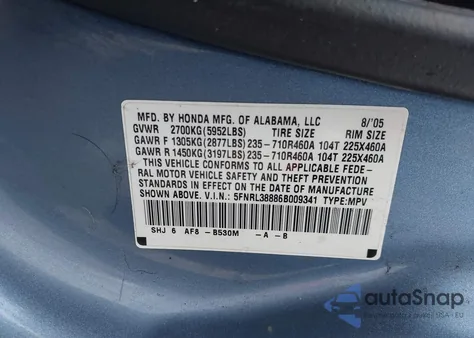 MFD. BY HONDA MFG. OF ALABAMA, LLC 8/'05
GVWR 2700KG(5952LBS) TIRE SIZE RIM SIZE
GAWR F 1305KG(2877LBS) 235-710R460A 104T 225X460A
GAWR R 1450KG(3197LBS) 235-710R460A 104T 225X460A
THIS VEHICLE CONFORMS TO ALL APPLICABLE FEDE-
RAL MOTOR VEHICLE SAFETY AND THEFT PREVENTION
STANDARDS IN EFFECT ON THE DATE OF MANUFACTURE
SHOWN ABOVE. V.I.N.: 5FNRL38886B009341 TYPE:MPV
SHJ 6 AF8 - B530M - A - B
autoSnap